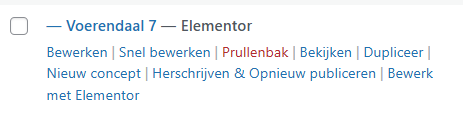 — Voerendaal 7 — Elementor
Bewerken | Snel bewerken | Prullenbak | Bekijken | Dupliceer |
Nieuw concept | Herschrijven & Opnieuw publiceren | Bewerk
met Elementor